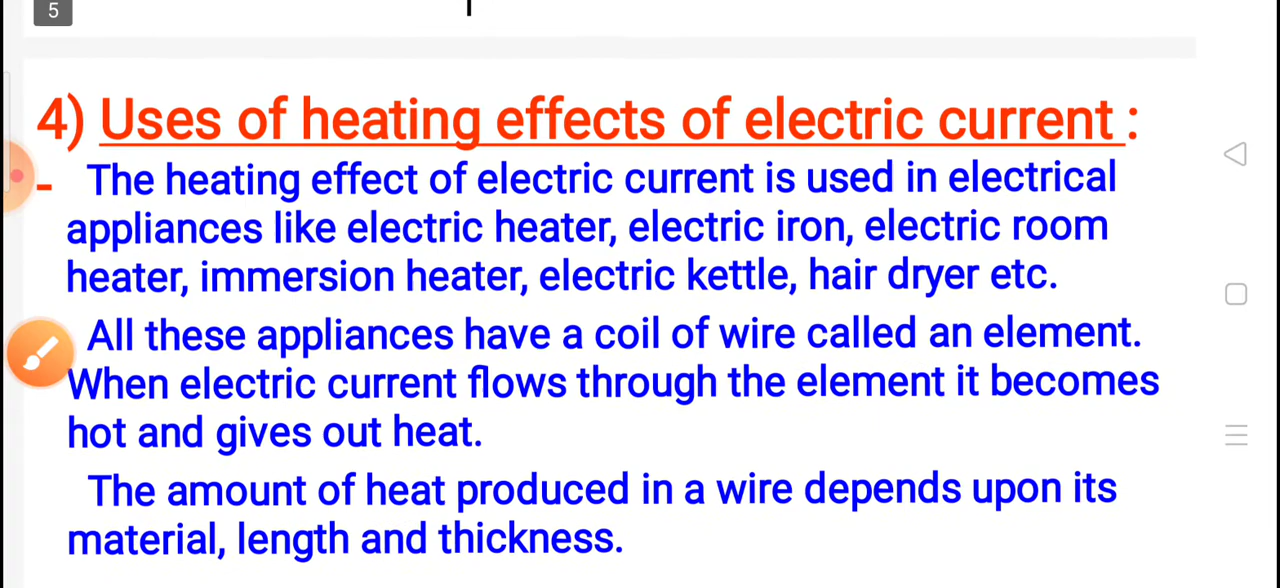 5
4) Uses of heating effects of electric current :
- The heating effect of electric current is used in electrical
appliances like electric heater, electric iron, electric room
heater, immersion heater, electric kettle, hair dryer etc.
All these appliances have a coil of wire called an element.
When electric current flows through the element it becomes
hot and gives out heat.
The amount of heat produced in a wire depends upon its
material, length and thickness.